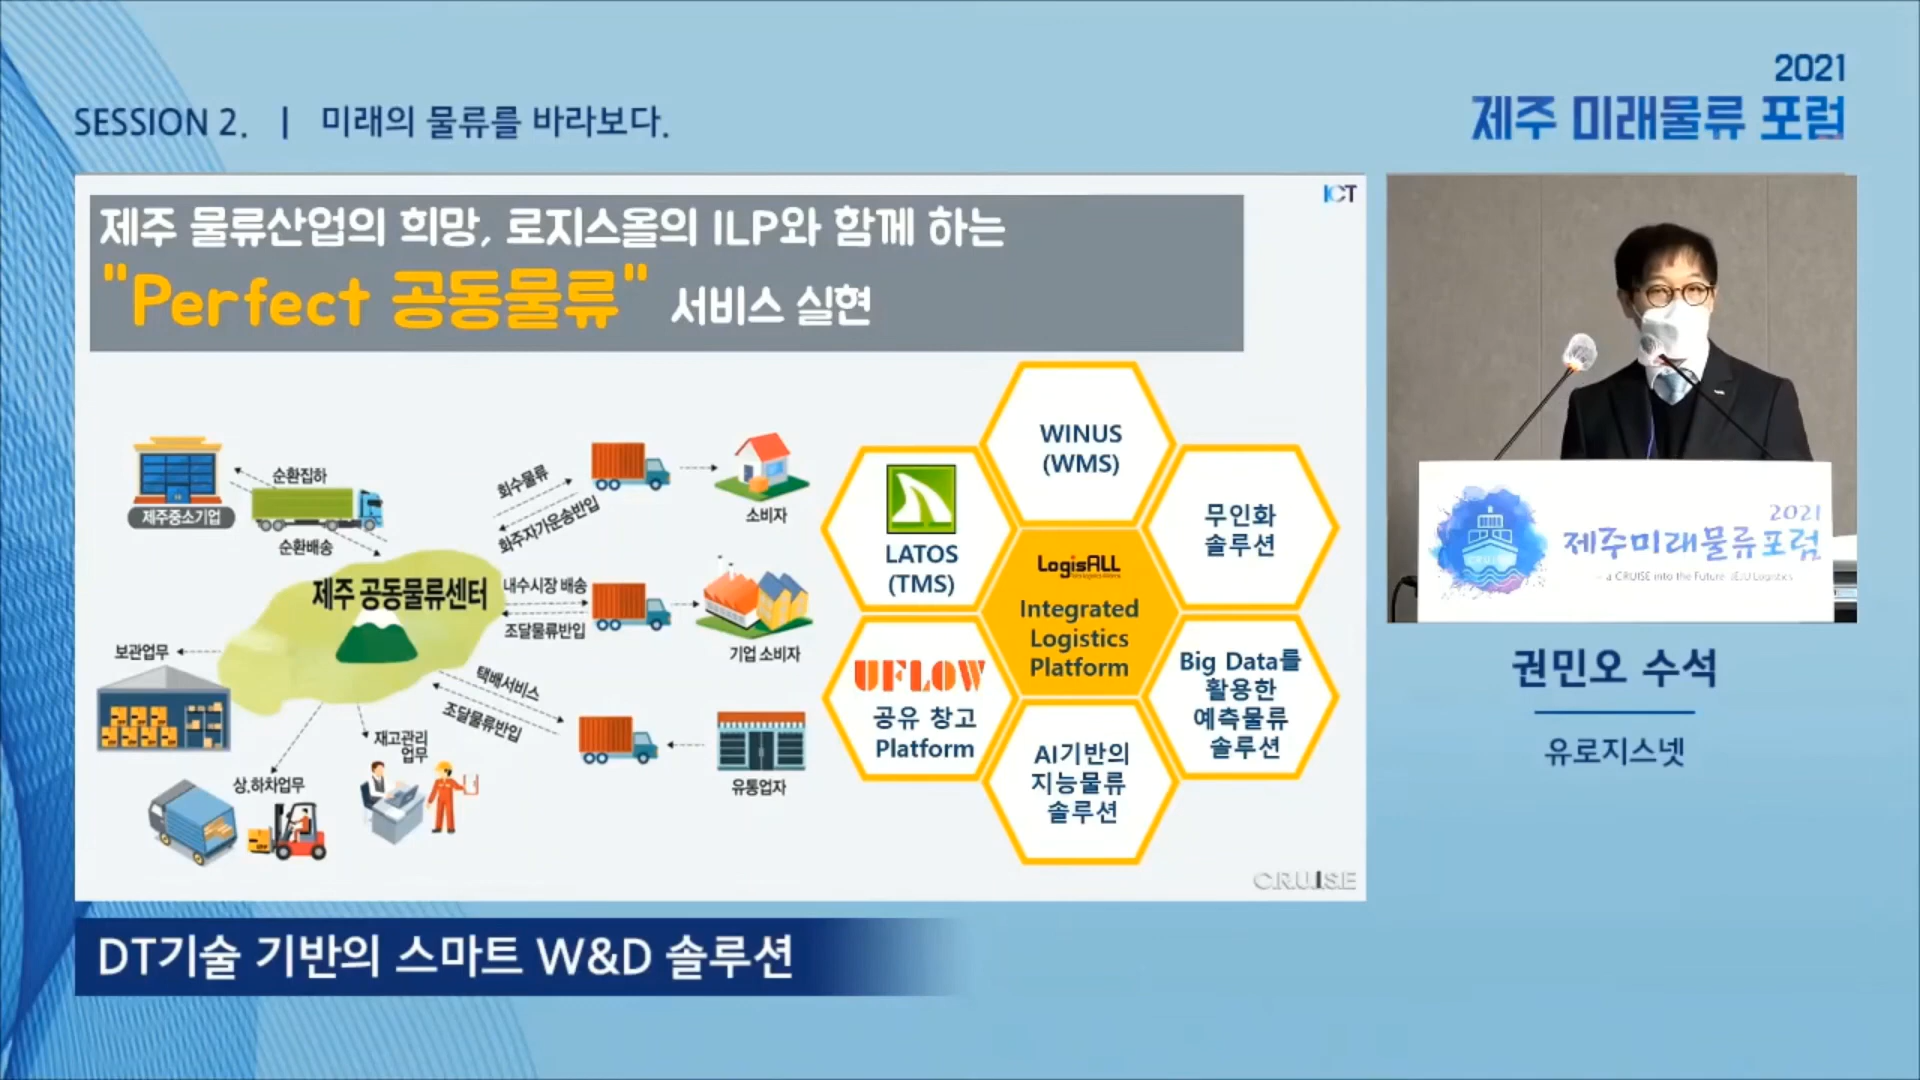 2021
제주 미래물류 포럼
SESSION 2. | 미래의 물류를 바라보다.
ICT
제주 물류산업의 희망, 로지스올의 ILP와 함께 하는
"Perfect 공동물류" 서비스 실현
제주중소기업
순환집하
순환배송
회수물류
화주자가운송반입
소비자
제주 공동물류센터
내수시장 배송
조달물류반입
기업 소비자
보관업무
택배서비스
조달물류반입
유통업자
재고관리
업무
상.하차업무
WINUS
(WMS)
LATOS
(TMS)
무인화
솔루션
LogisALL
Integrated
Logistics
Platform
UFLOW
공유 창고
Platform
Big Data를
활용한
예측물류
솔루션
AI기반의
지능물류
솔루션
C.R.U.I.S.E
2021
제주미래물류포럼
a CRUISE into the Future JEJU Logistics
CRUISE
권민오 수석
유로지스넷
DT기술 기반의 스마트 W&D 솔루션